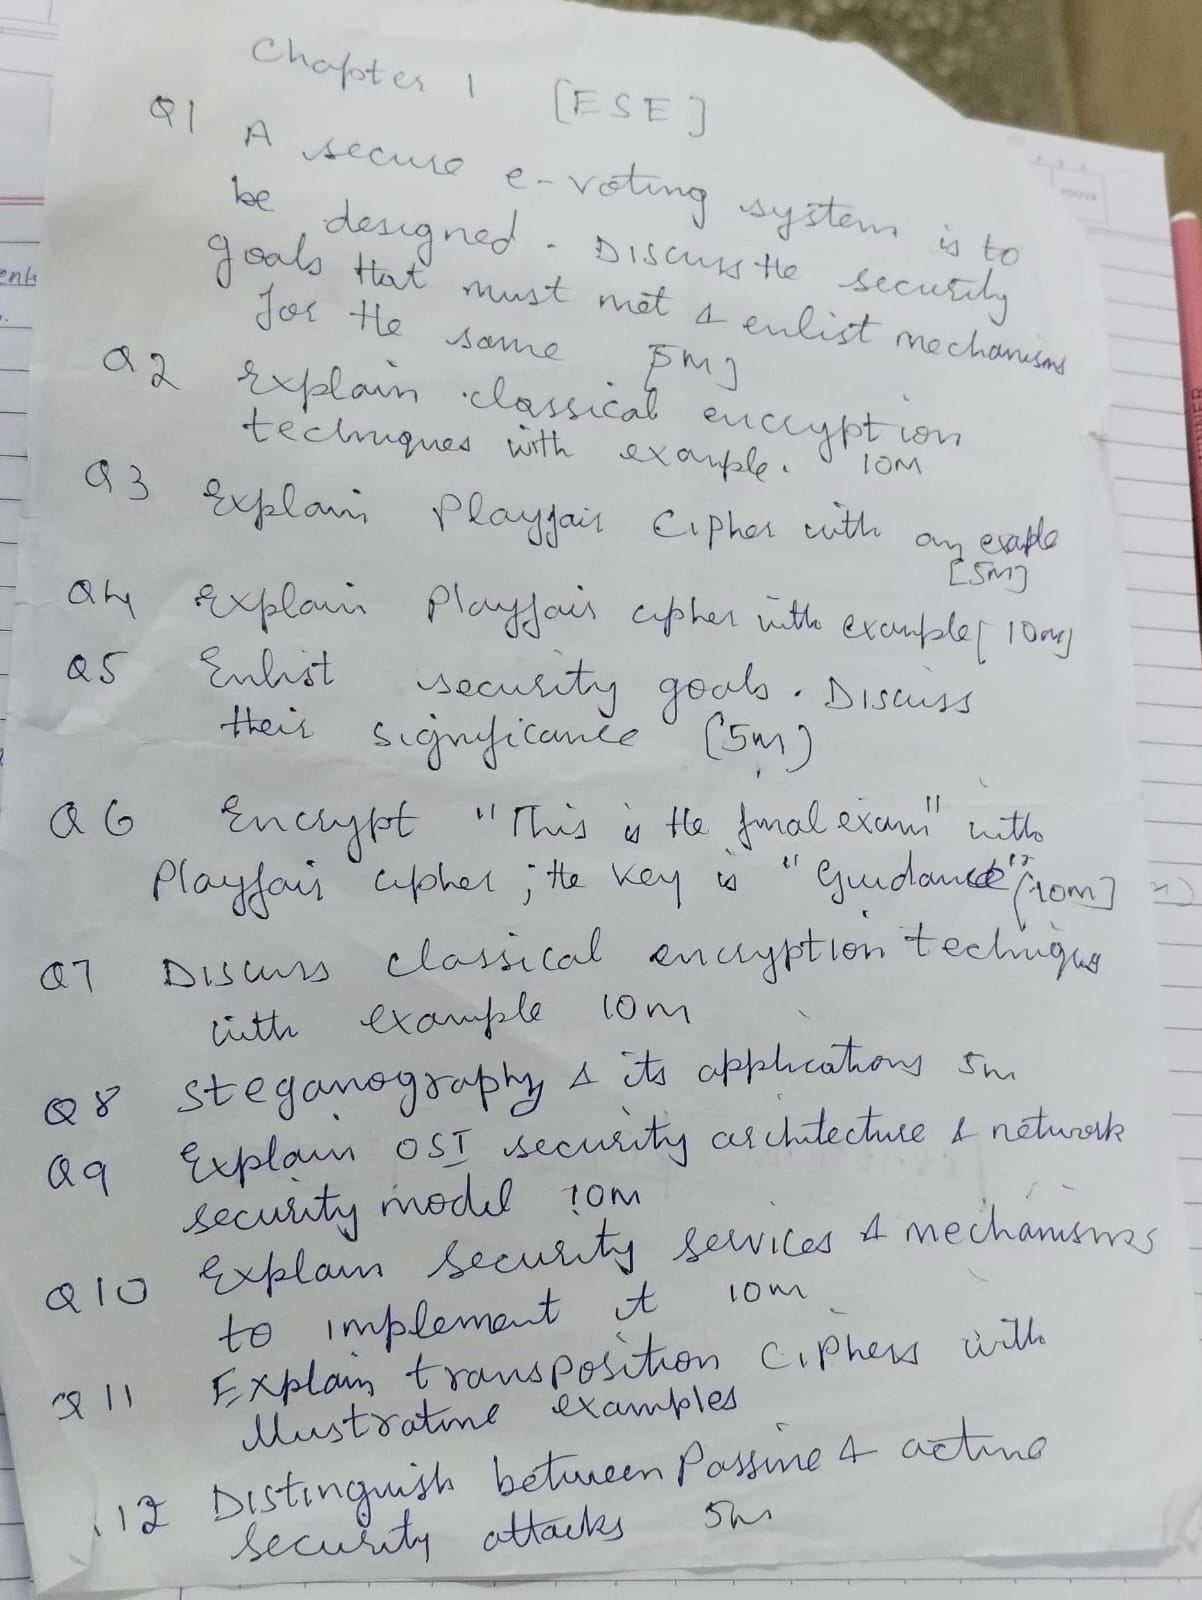 Chapter 1 [ESE]
Q1 A secure e-voting system is to
be designed. Discuss the security
goals that must met & enlist mechanisms
for the same 5M]
Q2 Explain classical encryption
techniques with example. 10M
Q3 Explain Playfair Cipher with an exaple
[5M]
Q4 Explain Playfair cipher with example [10M]
Q5 Enlist security goals. Discuss
their significance (5M)
Q6 Encrypt "This is the final exam" with
Playfair cipher; the key is "Guidance" [10M]
Q7 Discuss classical encryption techniques
with example 10M
Q8 Steganography & its applications 5m
Q9 Explain OSI security architecture & network
security model 10M
Q10 Explain security services & mechanisms
to implement it 10m
Q11 Explain transposition Ciphers with
illustrative examples
12 Distinguish between Passive & active
security attacks 5m